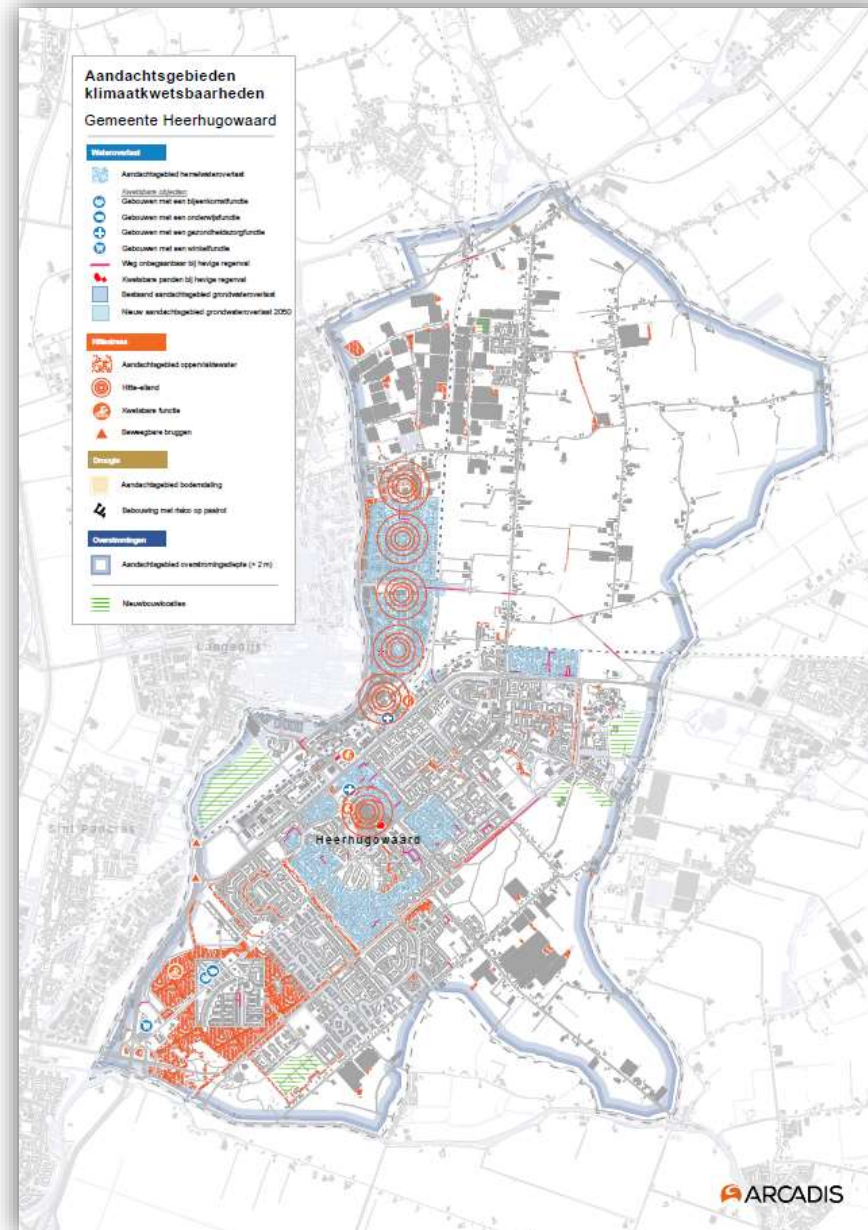 Aandachtsgebieden
klimaatkwetsbaarheden
Gemeente Heerhugowaard
Wateroverlast
Aandachtsgebied hemelwateroverlast
Kwetsbare objecten:
Gebouwen met een bijeenkomstfunctie
Gebouwen met een onderwijsfunctie
Gebouwen met een gezondheidszorgfunctie
Gebouwen met een winkelfunctie
Weg onbegaanbaar bij hevige regenval
Kwetsbare panden bij hevige regenval
Bestaand aandachtsgebied grondwateroverlast
Nieuw aandachtsgebied grondwateroverlast 2050
Hittestress
Aandachtsgebied oppervlaktewater
Hitte-eiland
Kwetsbare functie
Beweegbare bruggen
Droogte
Aandachtsgebied bodemdaling
Bebouwing met risico op paalrot
Overstromingen
Aandachtsgebied overstromingsdiepte (> 2 m)
Nieuwbouwlocaties
Langedijk
Sint Pancras
Heerhugowaard
ARCADIS